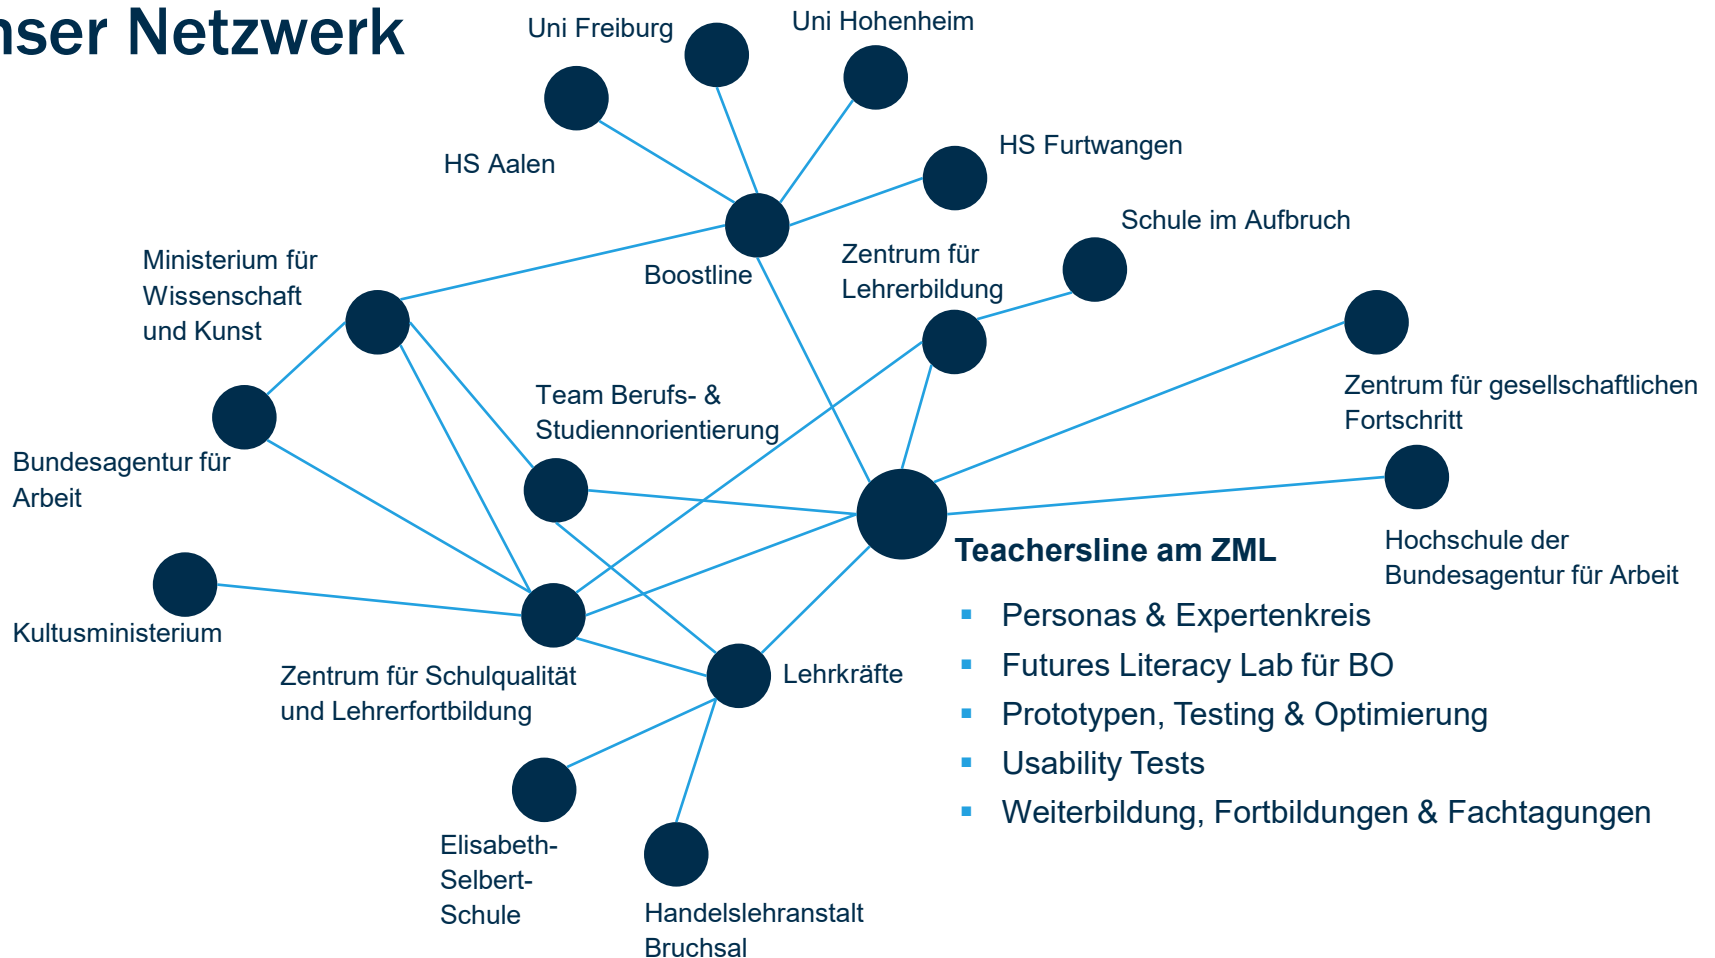 nser Netzwerk
Uni Freiburg
Uni Hohenheim
HS Aalen
HS Furtwangen
Schule im Aufbruch
Ministerium für
Wissenschaft
und Kunst
Boostline
Zentrum für
Lehrerbildung
Team Berufs- &
Studiennorientierung
Zentrum für gesellschaftlichen
Fortschritt
Bundesagentur für
Arbeit
Hochschule der
Bundesagentur für Arbeit
Kultusministerium
Zentrum für Schulqualität
und Lehrerfortbildung
Lehrkräfte
Teachersline am ZML
▪ Personas & Expertenkreis
▪ Futures Literacy Lab für BO
▪ Prototypen, Testing & Optimierung
▪ Usability Tests
▪ Weiterbildung, Fortbildungen & Fachtagungen
Elisabeth-
Selbert-
Schule
Handelslehranstalt
Bruchsal